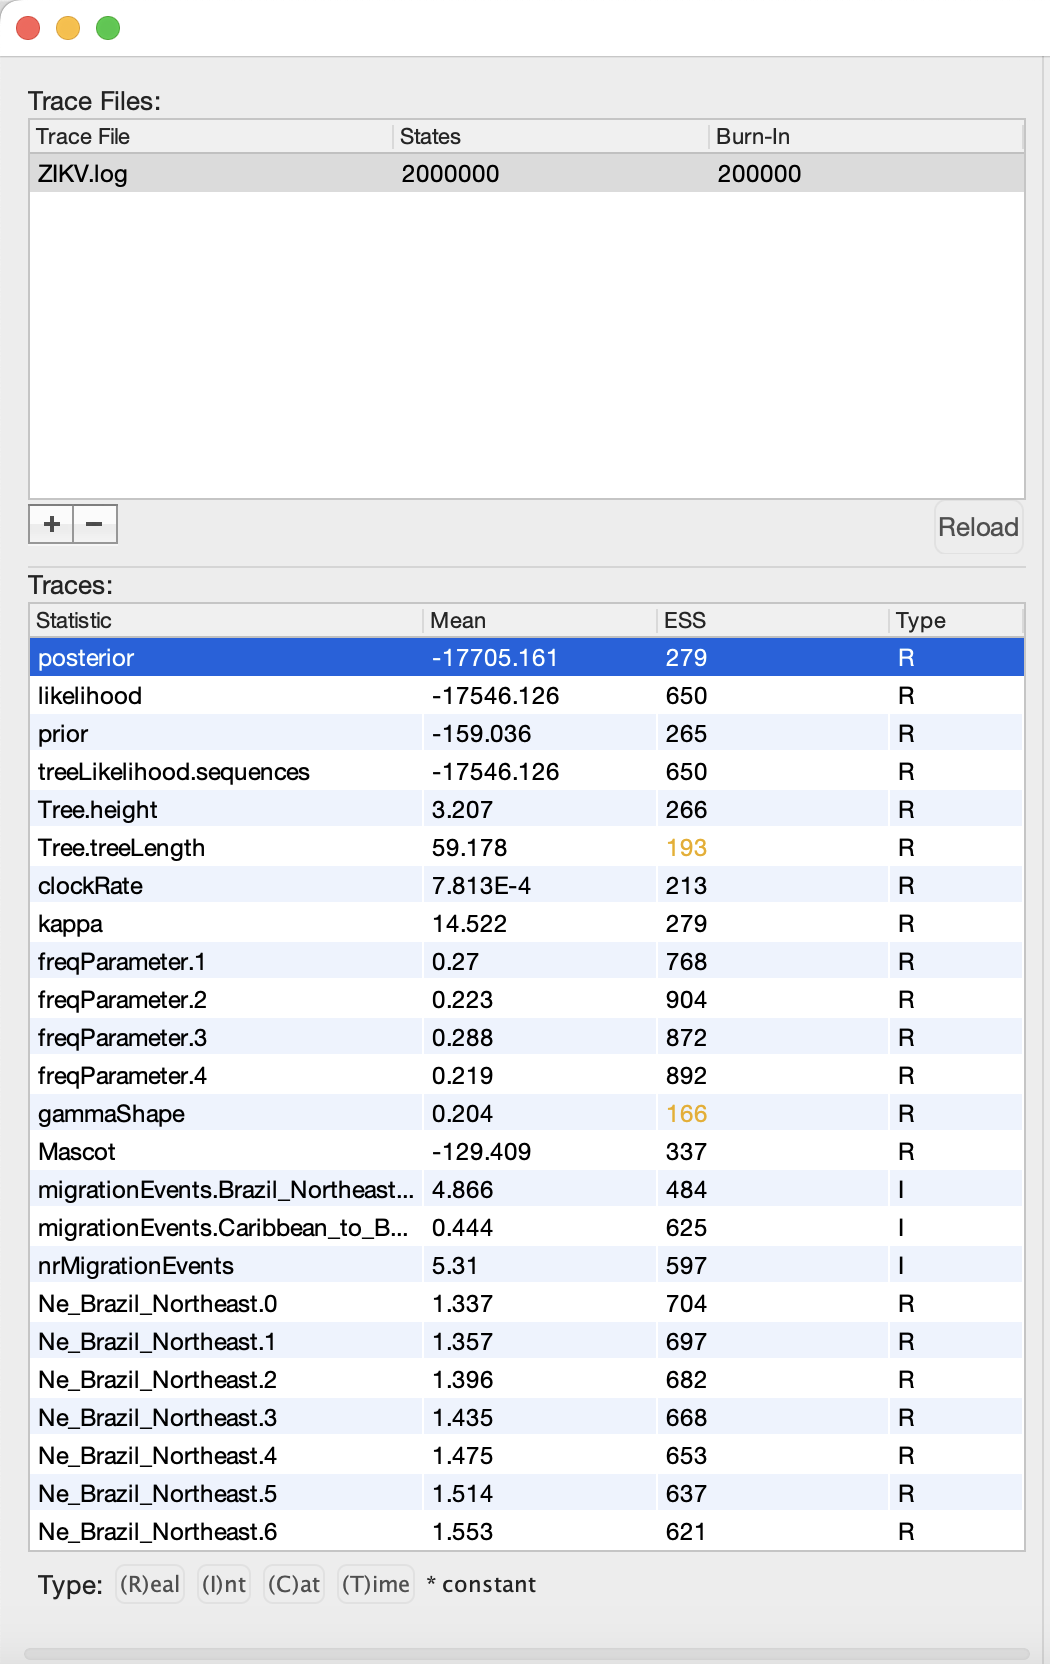 Trace Files:
Trace File States Burn-In
ZIKV.log 2000000 200000
+ −
Reload
Traces:
Statistic Mean ESS Type
posterior -17705.161 279 R
likelihood -17546.126 650 R
prior -159.036 265 R
treeLikelihood.sequences -17546.126 650 R
Tree.height 3.207 266 R
Tree.treeLength 59.178 193 R
clockRate 7.813E-4 213 R
kappa 14.522 279 R
freqParameter.1 0.27 768 R
freqParameter.2 0.223 904 R
freqParameter.3 0.288 872 R
freqParameter.4 0.219 892 R
gammaShape 0.204 166 R
Mascot -129.409 337 R
migrationEvents.Brazil_Northeast... 4.866 484 I
migrationEvents.Caribbean_to_B... 0.444 625 I
nrMigrationEvents 5.31 597 I
Ne_Brazil_Northeast.0 1.337 704 R
Ne_Brazil_Northeast.1 1.357 697 R
Ne_Brazil_Northeast.2 1.396 682 R
Ne_Brazil_Northeast.3 1.435 668 R
Ne_Brazil_Northeast.4 1.475 653 R
Ne_Brazil_Northeast.5 1.514 637 R
Ne_Brazil_Northeast.6 1.553 621 R
Type: (R)eal (I)nt (C)at (T)ime * constant